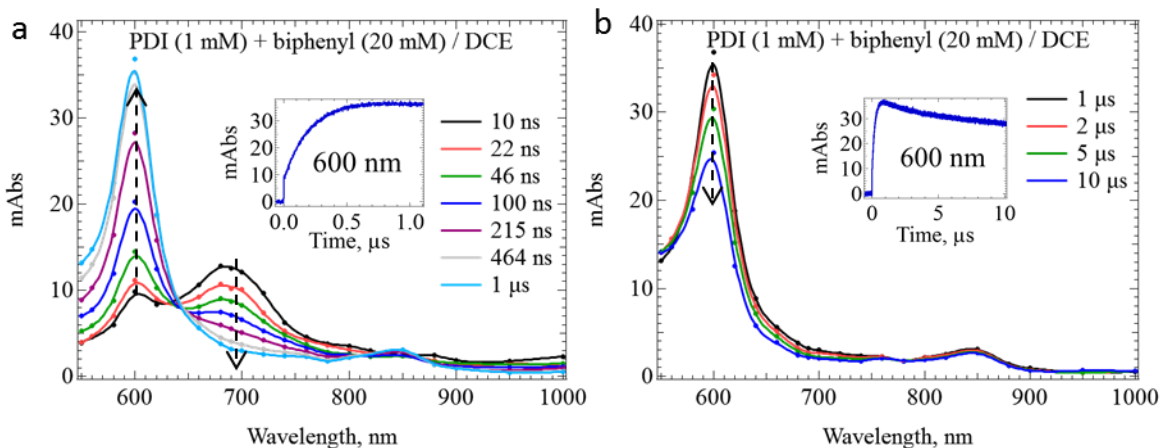 a
PDI (1 mM) + biphenyl (20 mM) / DCE
40
30
20
10
0
mAbs
600
700
800
900
1000
Wavelength, nm
30
20
10
0
mAbs
600 nm
0.0
0.5
1.0
Time, µs
10 ns
22 ns
46 ns
100 ns
215 ns
464 ns
1 µs
b
PDI (1 mM) + biphenyl (20 mM) / DCE
40
30
20
10
0
mAbs
600
700
800
900
1000
Wavelength, nm
30
20
10
0
mAbs
600 nm
0
5
10
Time, µs
1 µs
2 µs
5 µs
10 µs